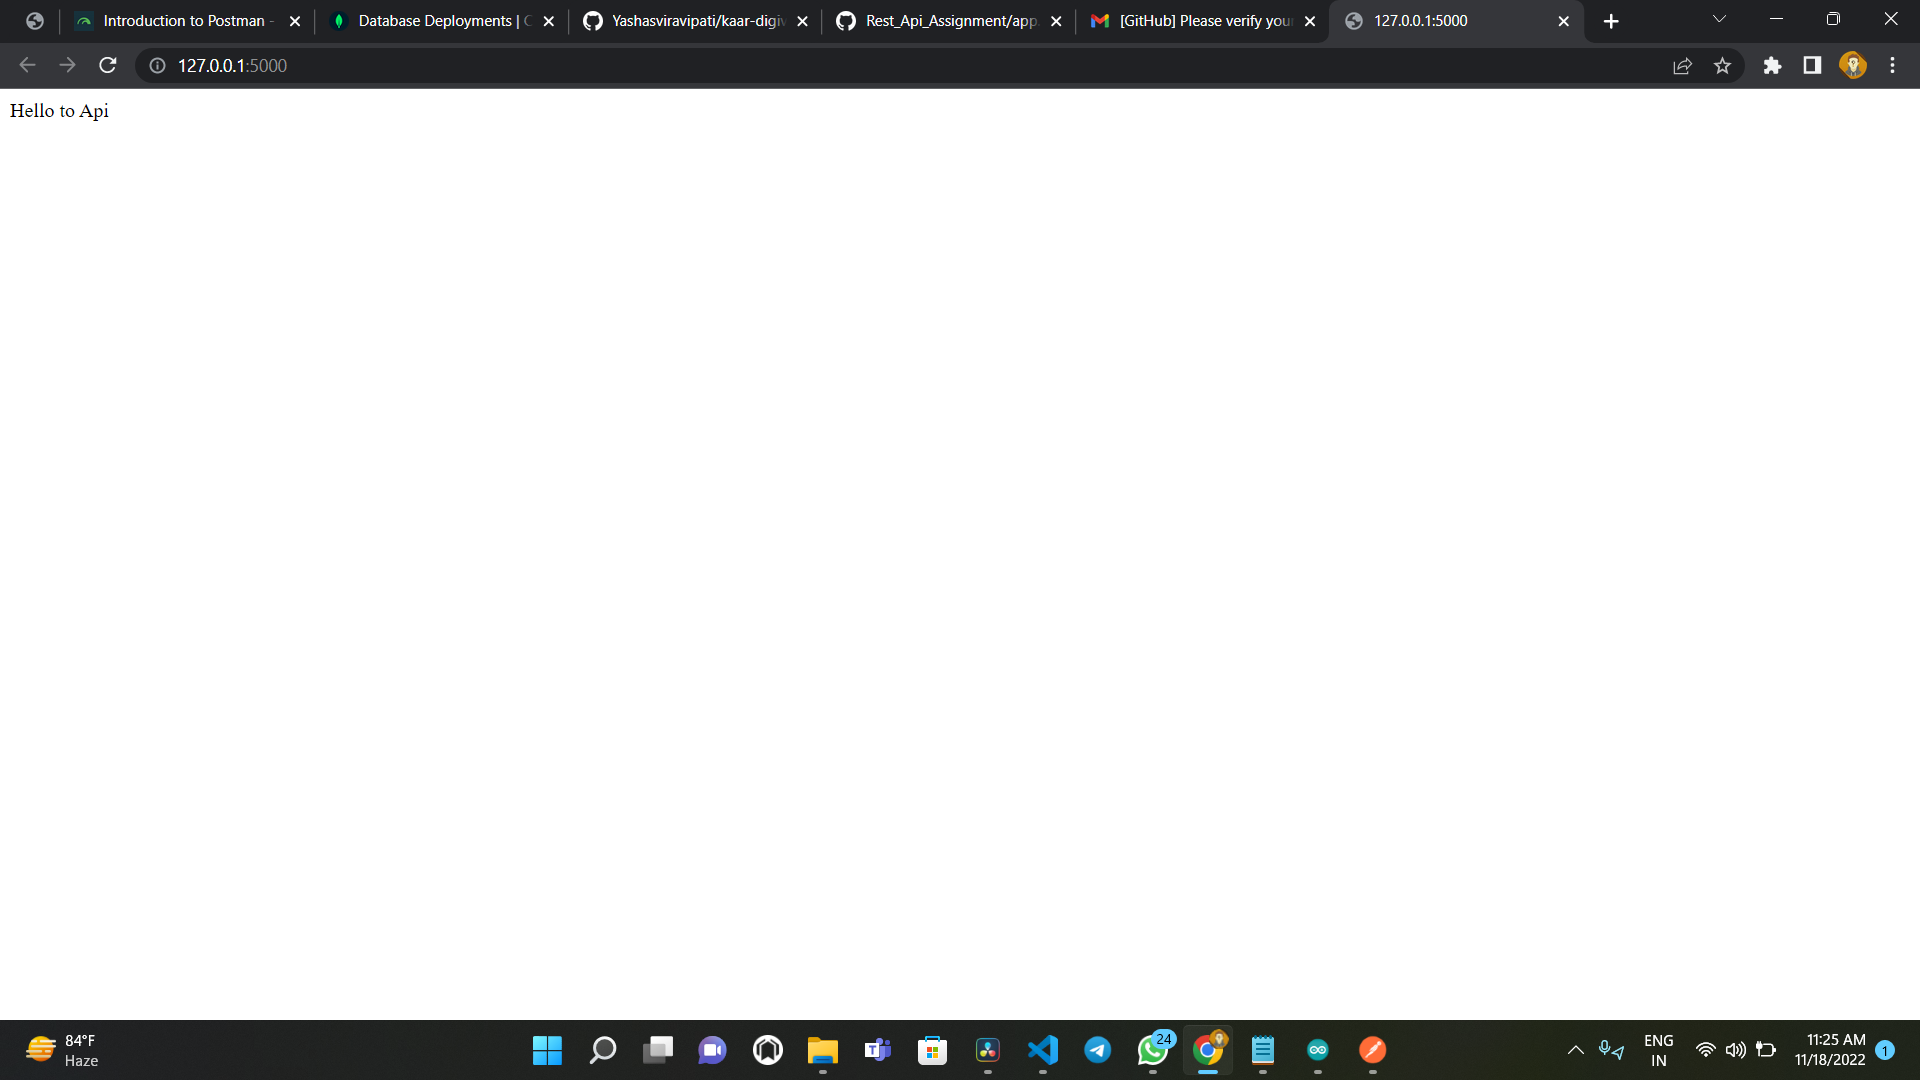 Introduction to Postman -
Database Deployments | C
Yashasviravipati/kaar-digiv
Rest_Api_Assignment/app.
[GitHub] Please verify your
127.0.0.1:5000
127.0.0.1:5000
Hello to Api
84°F
Haze
24
ENG
IN
11:25 AM
11/18/2022
1